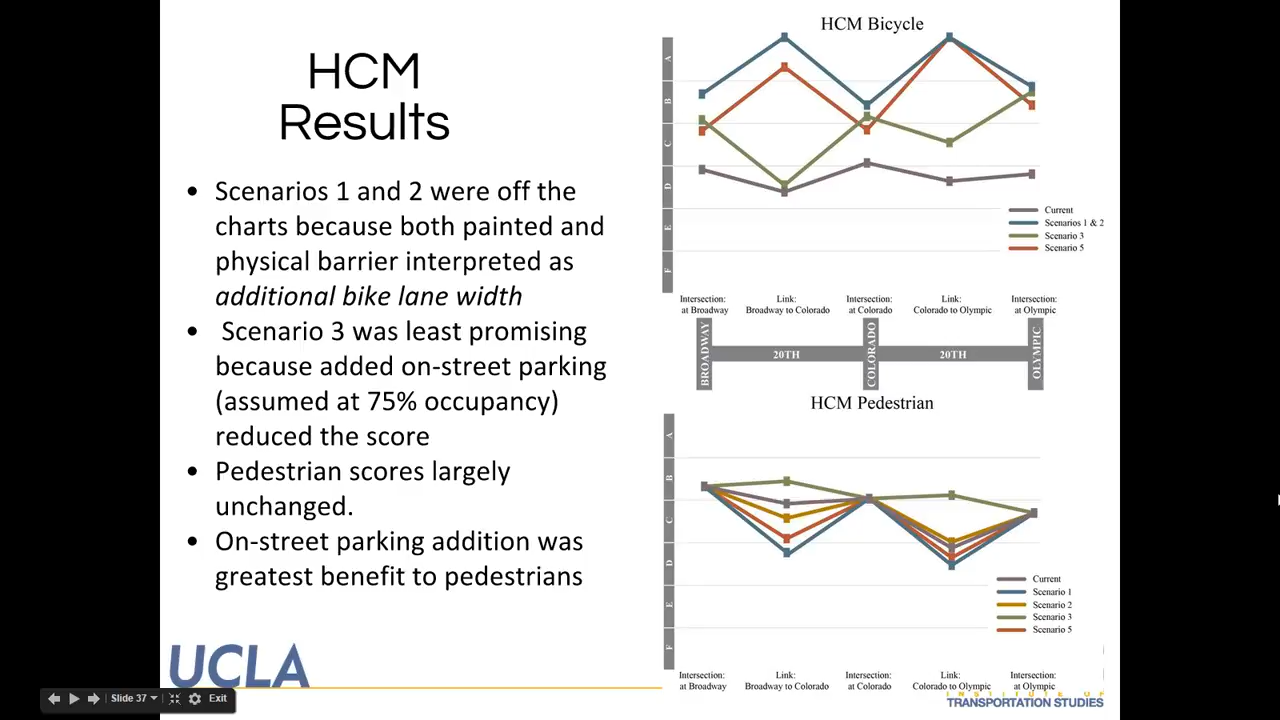 HCM
Results
• Scenarios 1 and 2 were off the
charts because both painted and
physical barrier interpreted as
additional bike lane width
• Scenario 3 was least promising
because added on-street parking
(assumed at 75% occupancy)
reduced the score
• Pedestrian scores largely
unchanged.
• On-street parking addition was
greatest benefit to pedestrians
HCM Bicycle
A
B
C
D
E
F
Current
Scenarios 1 & 2
Scenario 3
Scenario 5
Intersection:
at Broadway
Link:
Broadway to Colorado
Intersection:
at Colorado
Link:
Colorado to Olympic
Intersection:
at Olympic
BROADWAY
20TH
COLORADO
20TH
OLYMPIC
HCM Pedestrian
A
B
C
D
E
F
Current
Scenario 1
Scenario 2
Scenario 3
Scenario 5
Intersection:
at Broadway
Link:
Broadway to Colorado
Intersection:
at Colorado
Link:
Colorado to Olympic
Intersection:
at Olympic
UCLA
Slide 37
Exit
INSTITUTE OF
TRANSPORTATION STUDIES